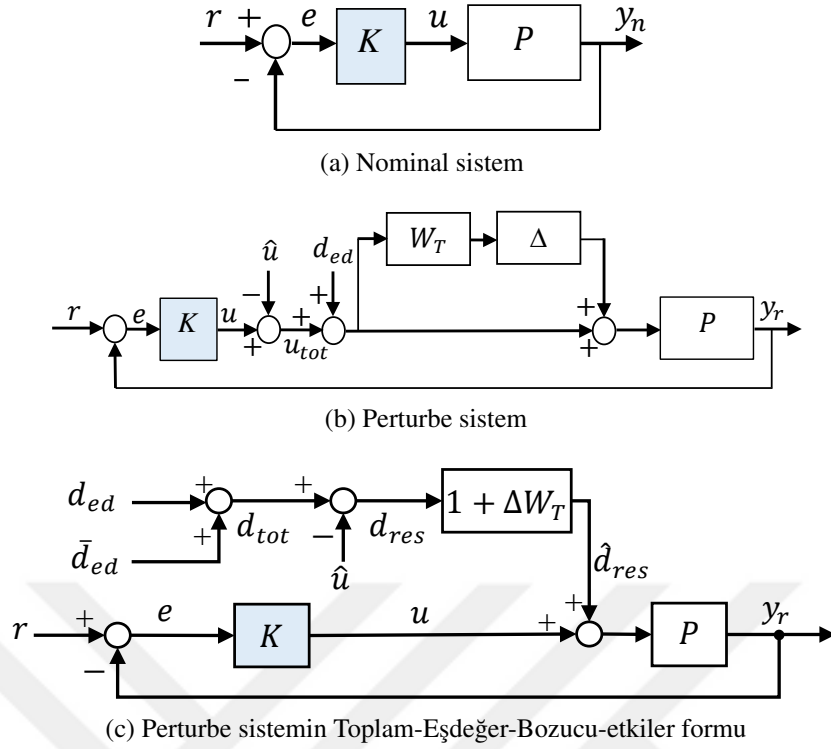 r + e K u P yₙ
−
(a) Nominal sistem
W_T Δ
û d_ed
− + +
r e K u + u_tot + + P y_r
+
(b) Perturbe sistem
d_ed + d_tot + d_res 1 + ΔW_T
d̄_ed + − û d̂_res
r + e K u + + P y_r
−
(c) Perturbe sistemin Toplam-Eşdeğer-Bozucu-etkiler formu